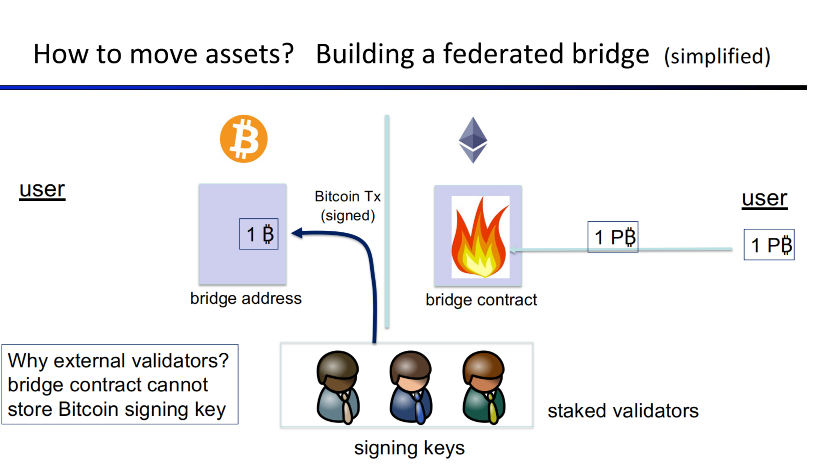 How to move assets? Building a federated bridge (simplified)
user
Bitcoin Tx
(signed)
1 ₿
bridge address
bridge contract
1 P₿
user
1 P₿
Why external validators?
bridge contract cannot
store Bitcoin signing key
staked validators
signing keys